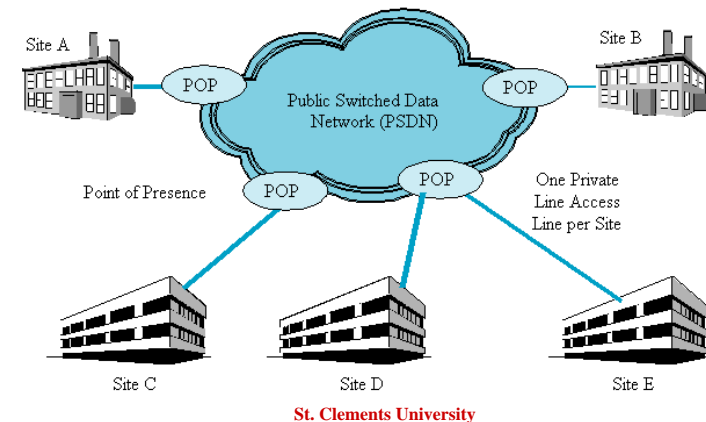 Site A
Site B
POP
POP
Public Switched Data
Network (PSDN)
Point of Presence
POP
POP
One Private
Line Access
Line per Site
Site C
Site D
Site E
St. Clements University